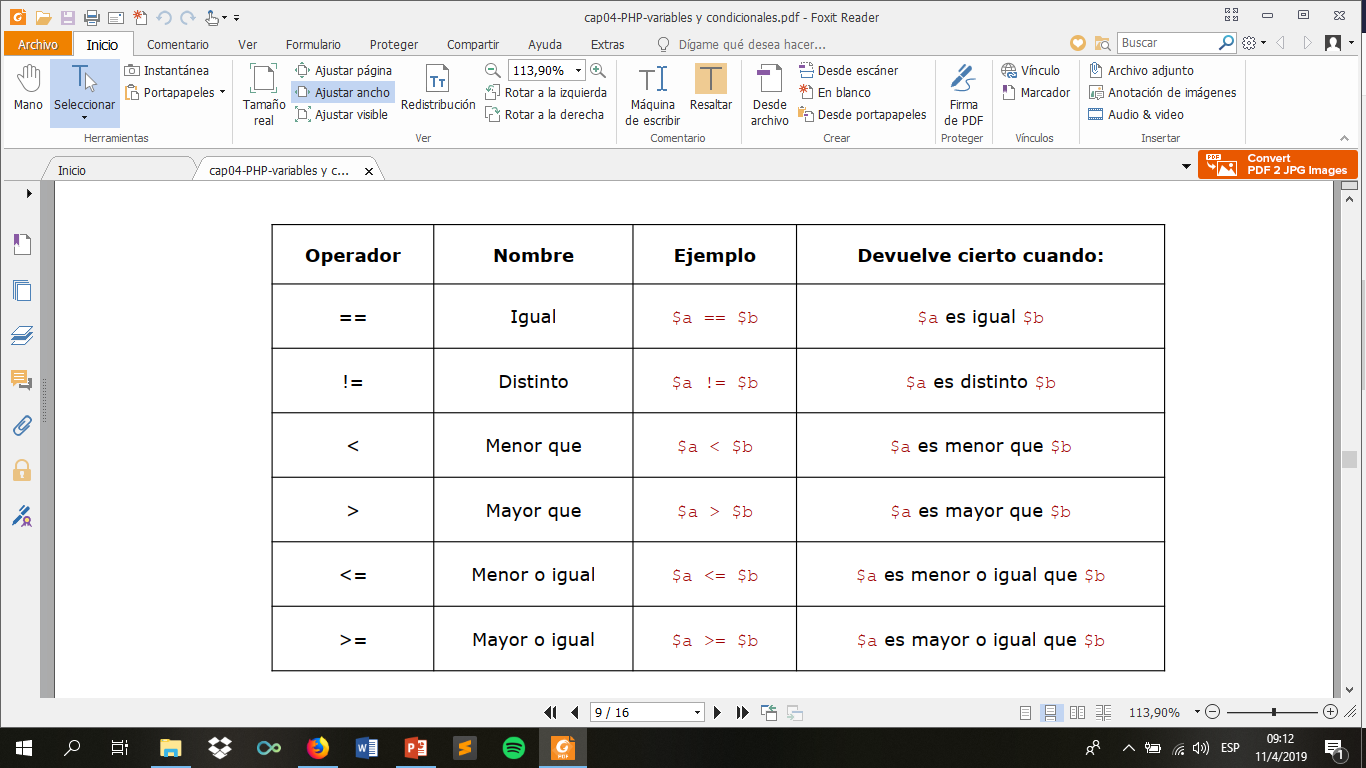 cap04-PHP-variables y condicionales.pdf - Foxit Reader
Archivo Inicio Comentario Ver Formulario Proteger Compartir Ayuda Extras Dígame qué desea hacer... Buscar
Mano
Seleccionar
Instantánea
Portapapeles
Herramientas
Tamaño
real
Ajustar página
Ajustar ancho
Ajustar visible
Redistribución
113,90%
Rotar a la izquierda
Rotar a la derecha
Ver
Máquina
de escribir
Resaltar
Comentario
Desde
archivo
Desde escáner
En blanco
Desde portapapeles
Crear
Firma
de PDF
Proteger
Vínculo
Marcador
Vínculos
Archivo adjunto
Anotación de imágenes
Audio & video
Insertar
Inicio
cap04-PHP-variables y c...
PDF
Convert
PDF 2 JPG Images
Operador Nombre Ejemplo Devuelve cierto cuando:
== Igual $a == $b $a es igual $b
!= Distinto $a != $b $a es distinto $b
< Menor que $a < $b $a es menor que $b
> Mayor que $a > $b $a es mayor que $b
<= Menor o igual $a <= $b $a es menor o igual que $b
>= Mayor o igual $a >= $b $a es mayor o igual que $b
9 / 16
113,90%
ESP
09:12
11/4/2019
1